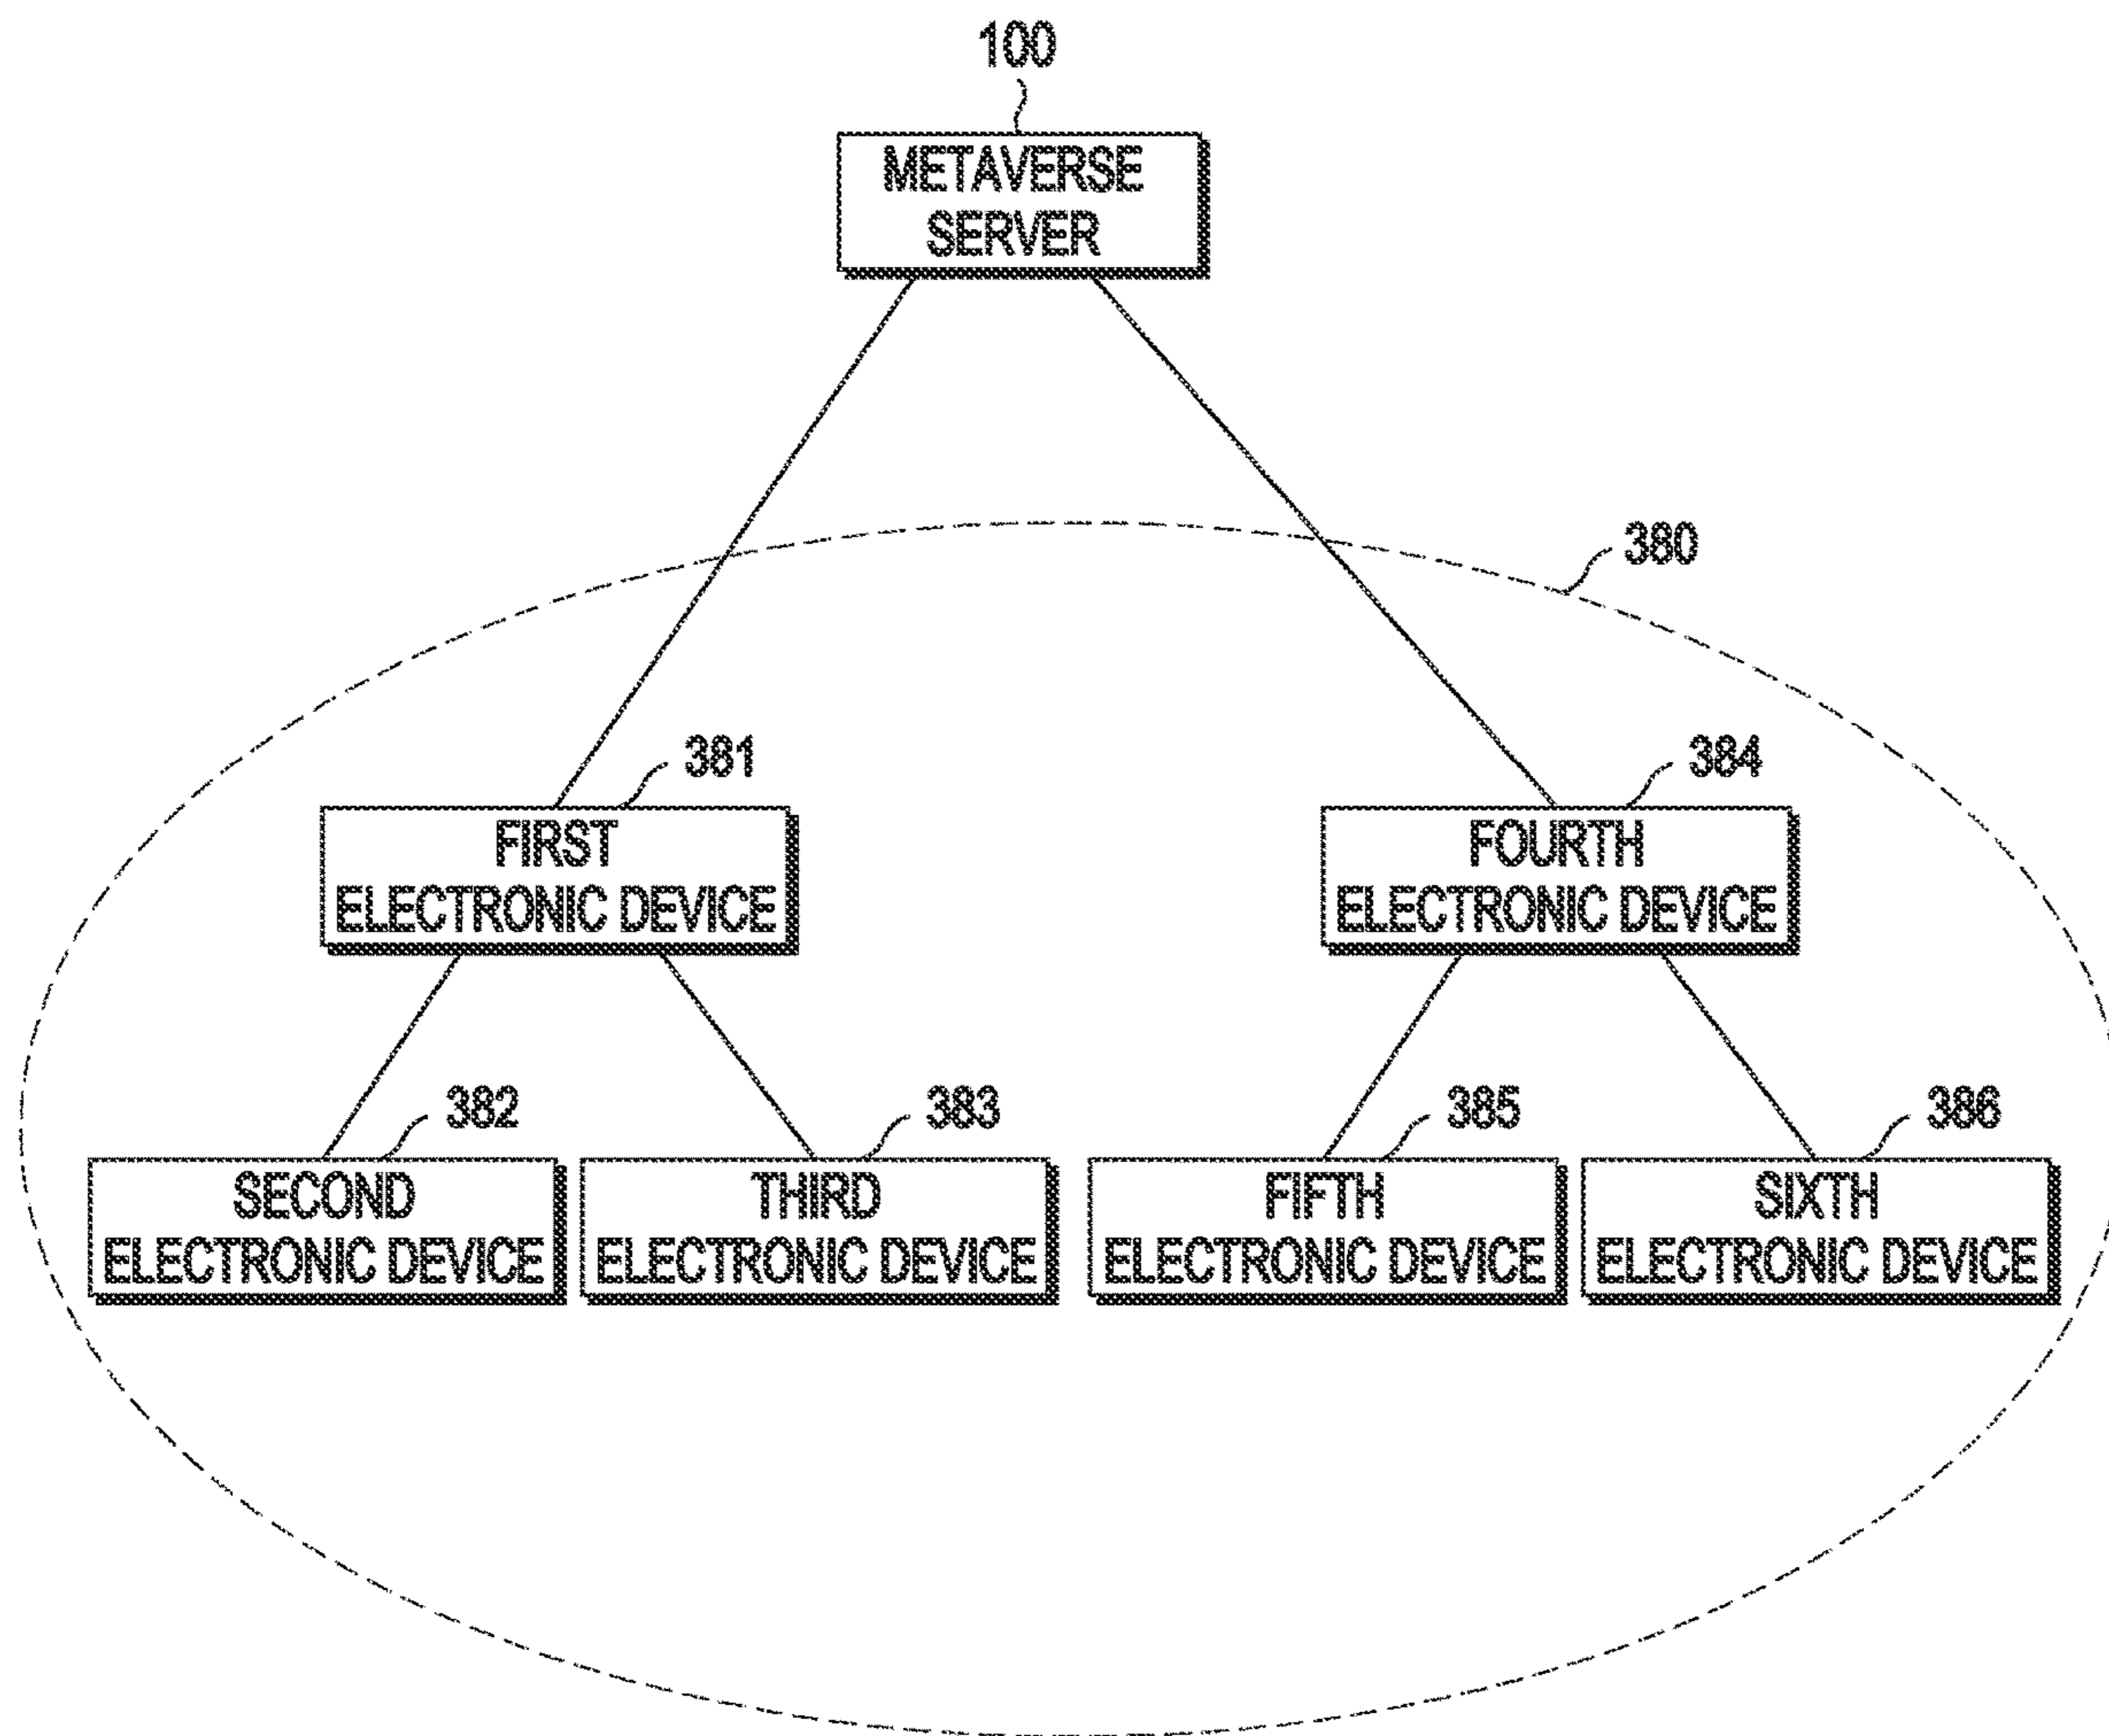 100
METAVERSE
SERVER
380
381
384
FIRST
ELECTRONIC DEVICE
FOURTH
ELECTRONIC DEVICE
382
383
385
386
SECOND
ELECTRONIC DEVICE
THIRD
ELECTRONIC DEVICE
FIFTH
ELECTRONIC DEVICE
SIXTH
ELECTRONIC DEVICE